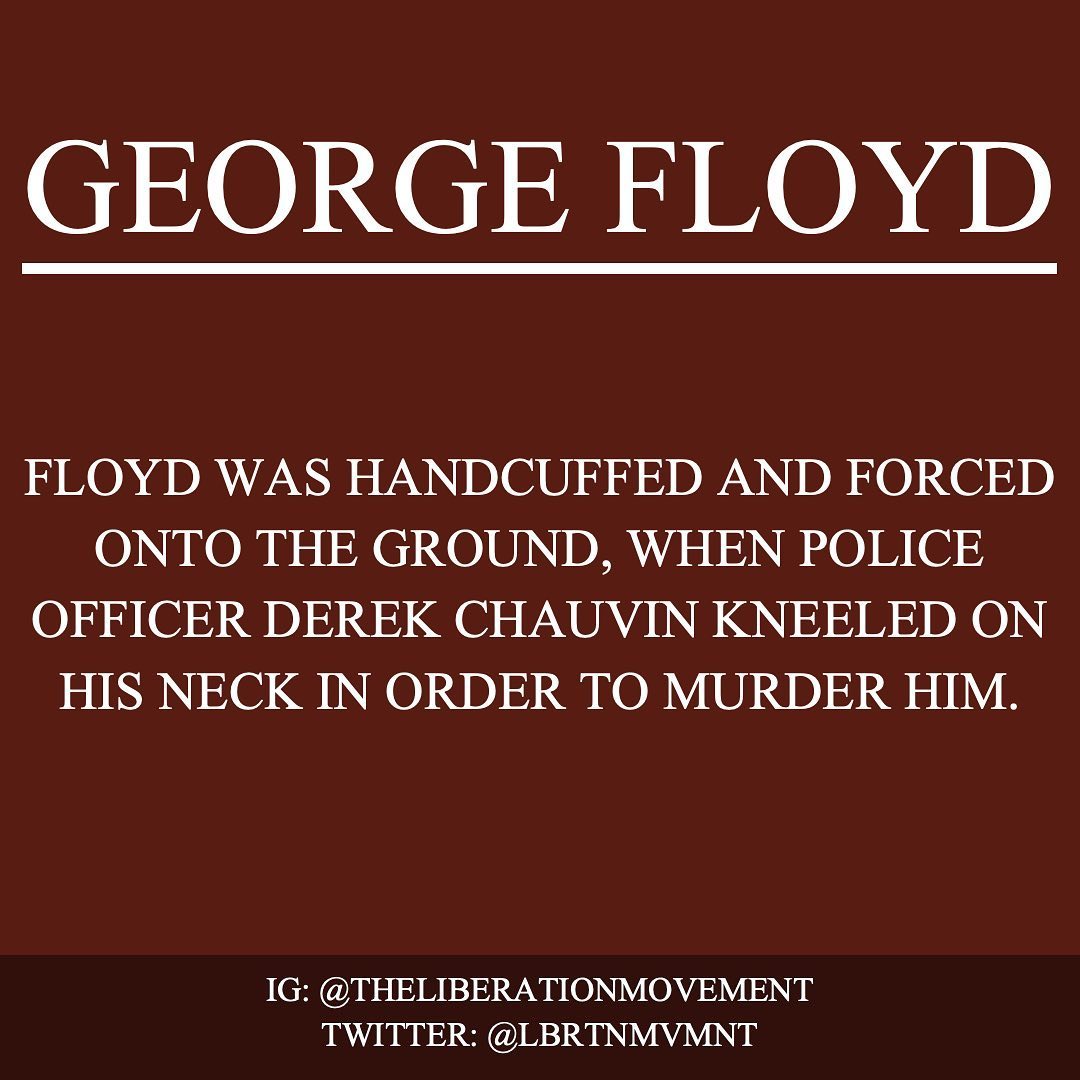 GEORGE FLOYD
FLOYD WAS HANDCUFFED AND FORCED
ONTO THE GROUND, WHEN POLICE
OFFICER DEREK CHAUVIN KNEELED ON
HIS NECK IN ORDER TO MURDER HIM.
IG: @THELIBERATIONMOVEMENT
TWITTER: @LBRTNMVMNT